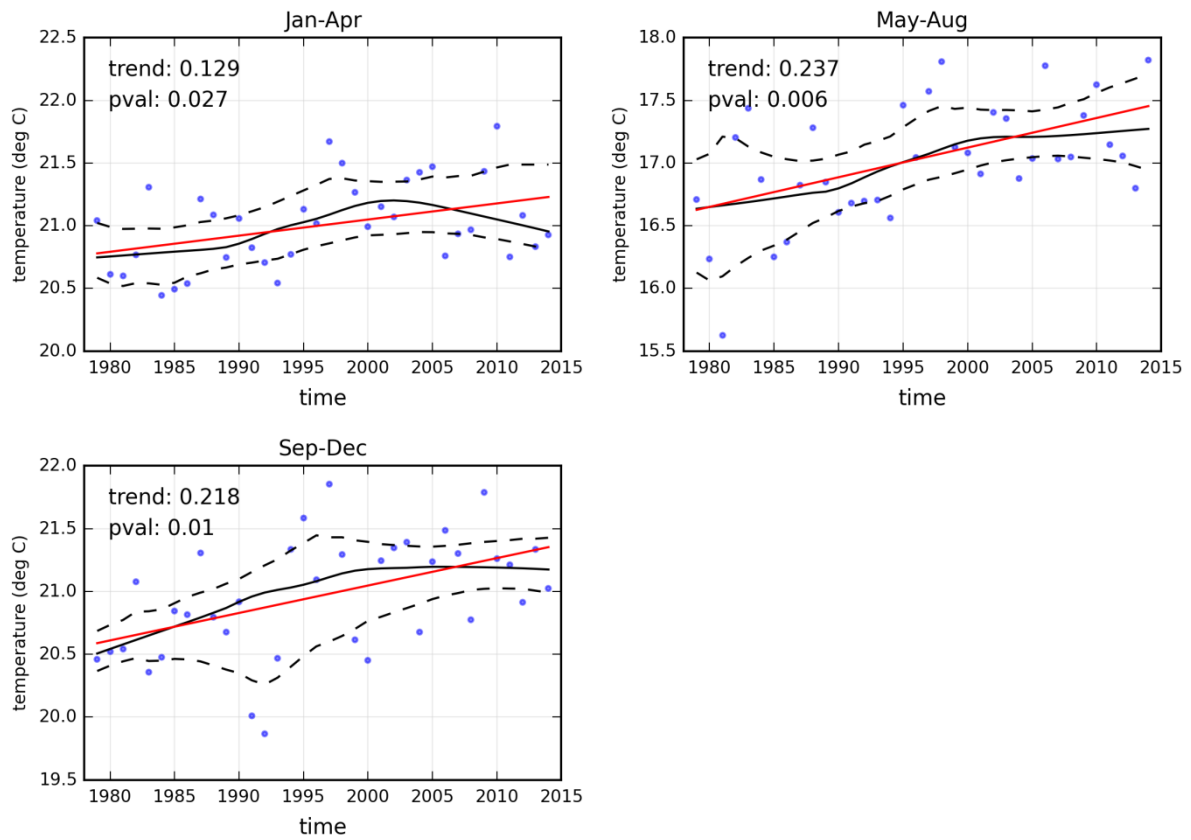 Jan-Apr
trend: 0.129
pval: 0.027
temperature (deg C)
22.5
22.0
21.5
21.0
20.5
20.0
1980 1985 1990 1995 2000 2005 2010 2015
time
May-Aug
trend: 0.237
pval: 0.006
temperature (deg C)
18.0
17.5
17.0
16.5
16.0
15.5
1980 1985 1990 1995 2000 2005 2010 2015
time
Sep-Dec
trend: 0.218
pval: 0.01
temperature (deg C)
22.0
21.5
21.0
20.5
20.0
19.5
1980 1985 1990 1995 2000 2005 2010 2015
time